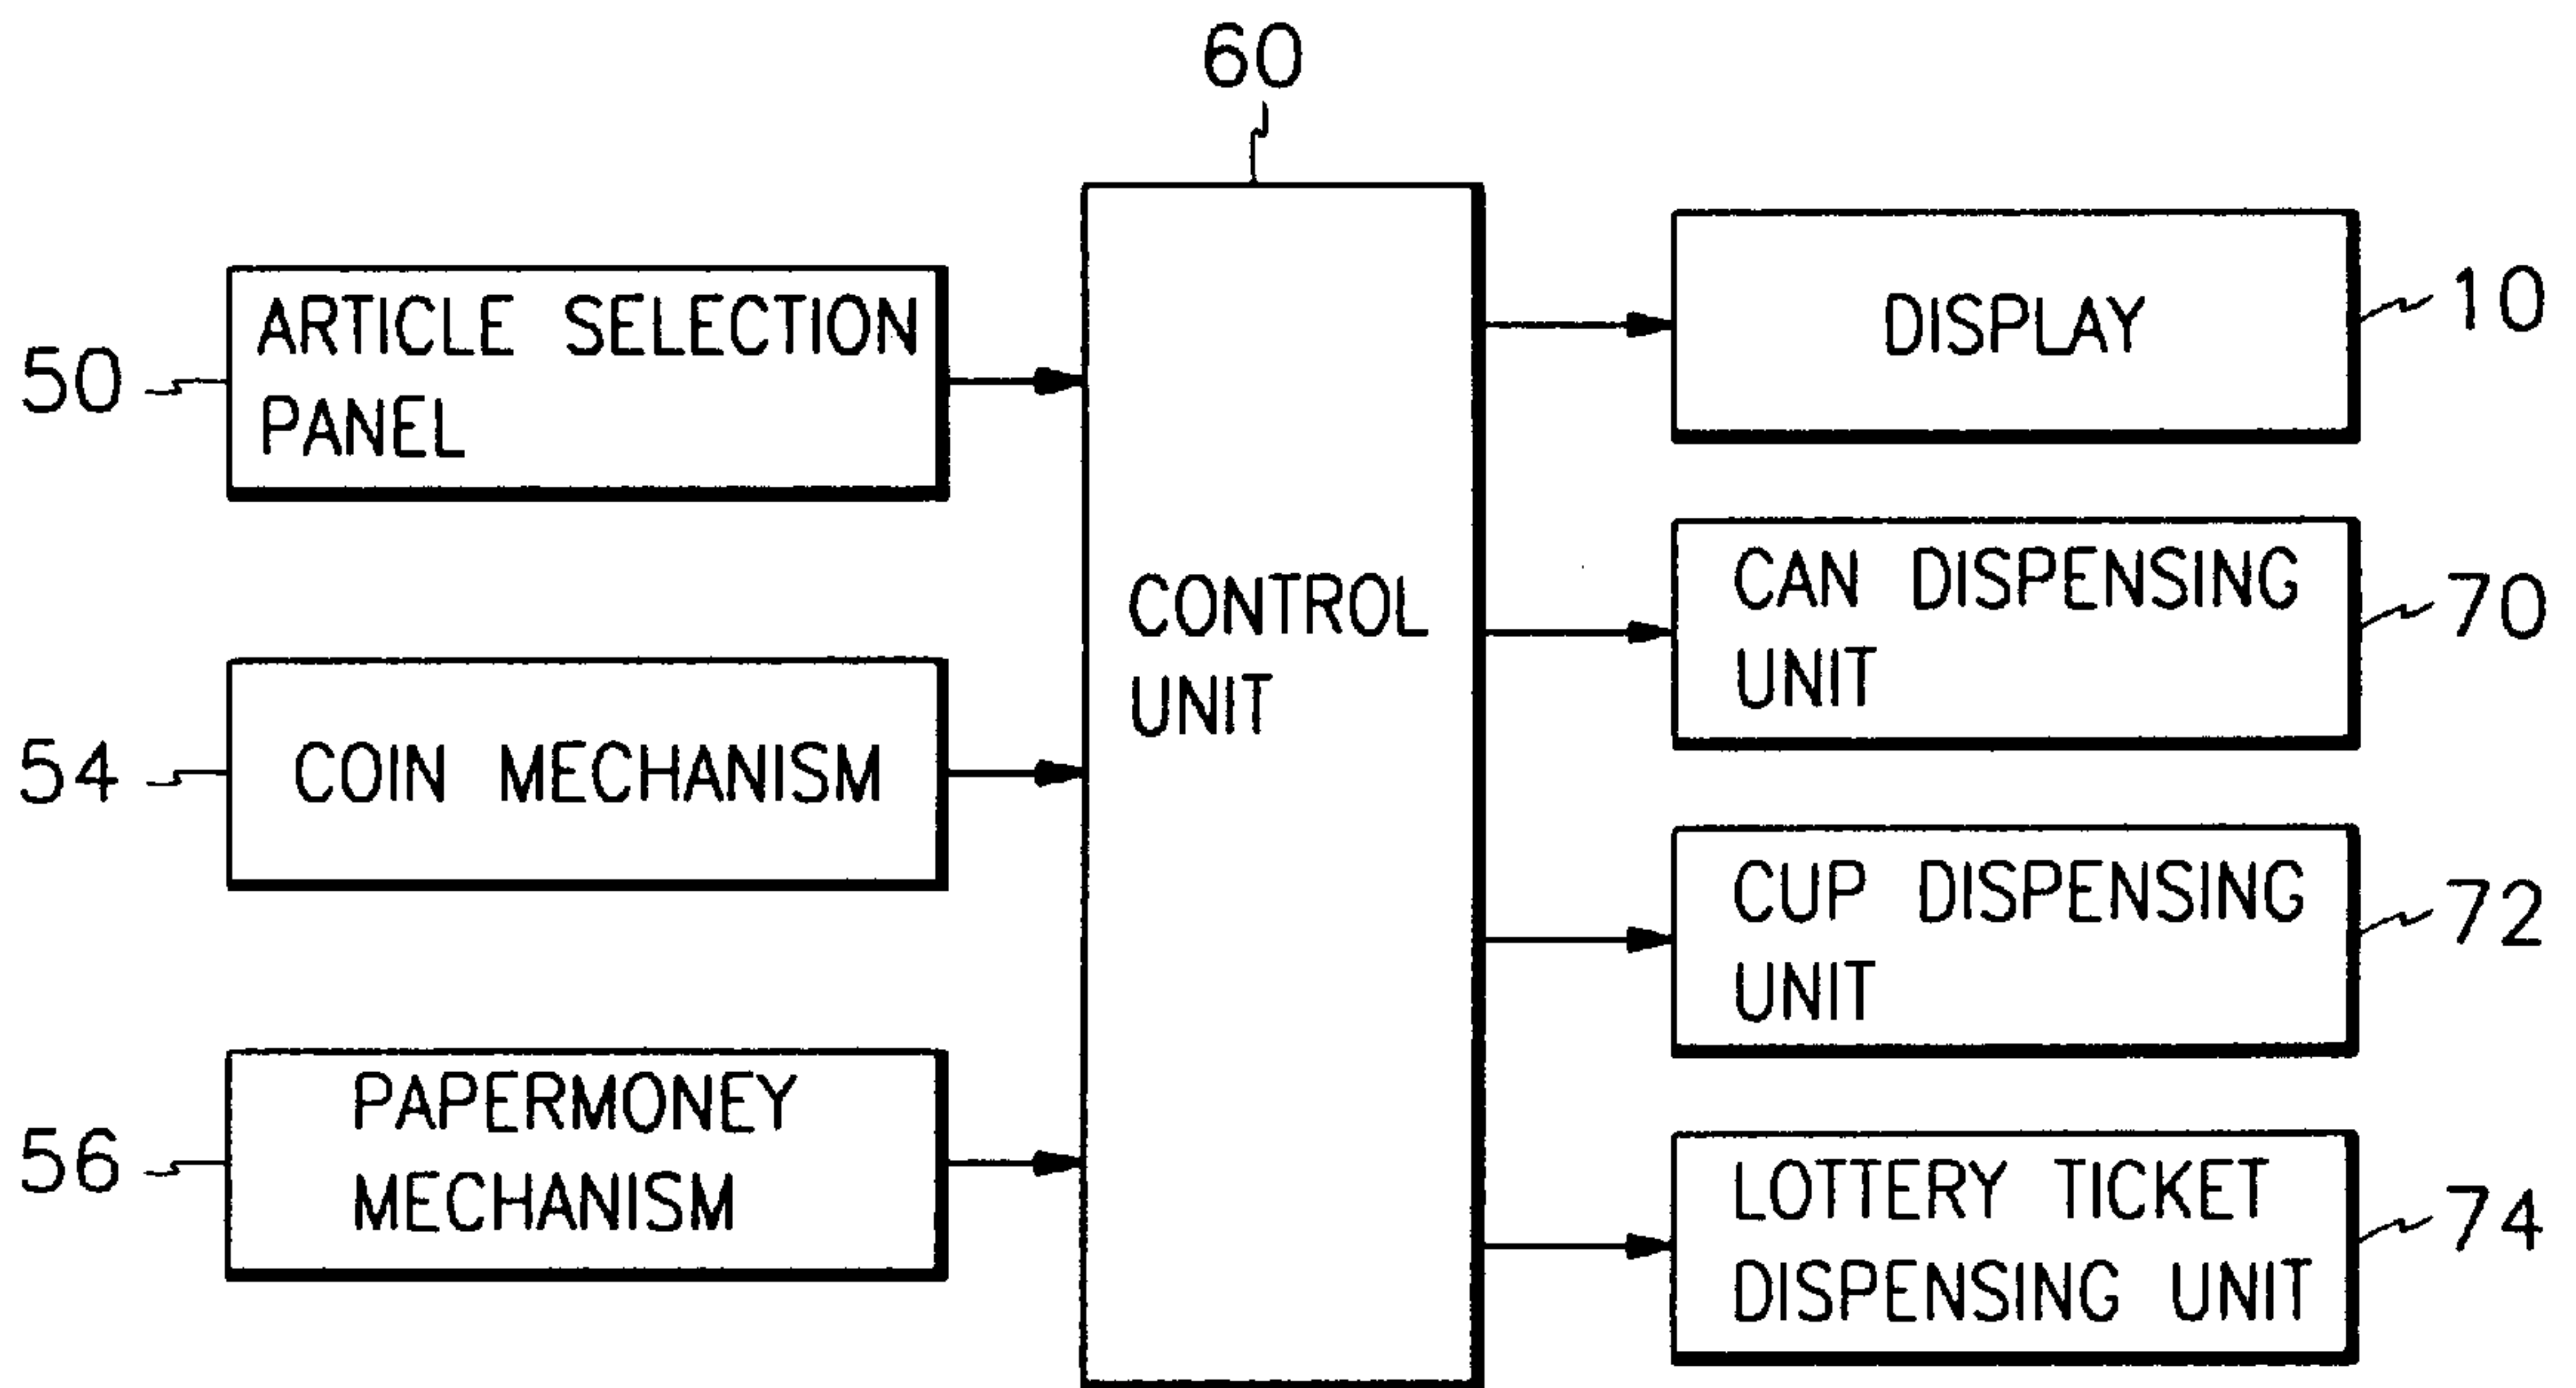 60
50
ARTICLE SELECTION
PANEL
54
COIN MECHANISM
56
PAPERMONEY
MECHANISM
CONTROL
UNIT
DISPLAY
10
CAN DISPENSING
UNIT
70
CUP DISPENSING
UNIT
72
LOTTERY TICKET
DISPENSING UNIT
74